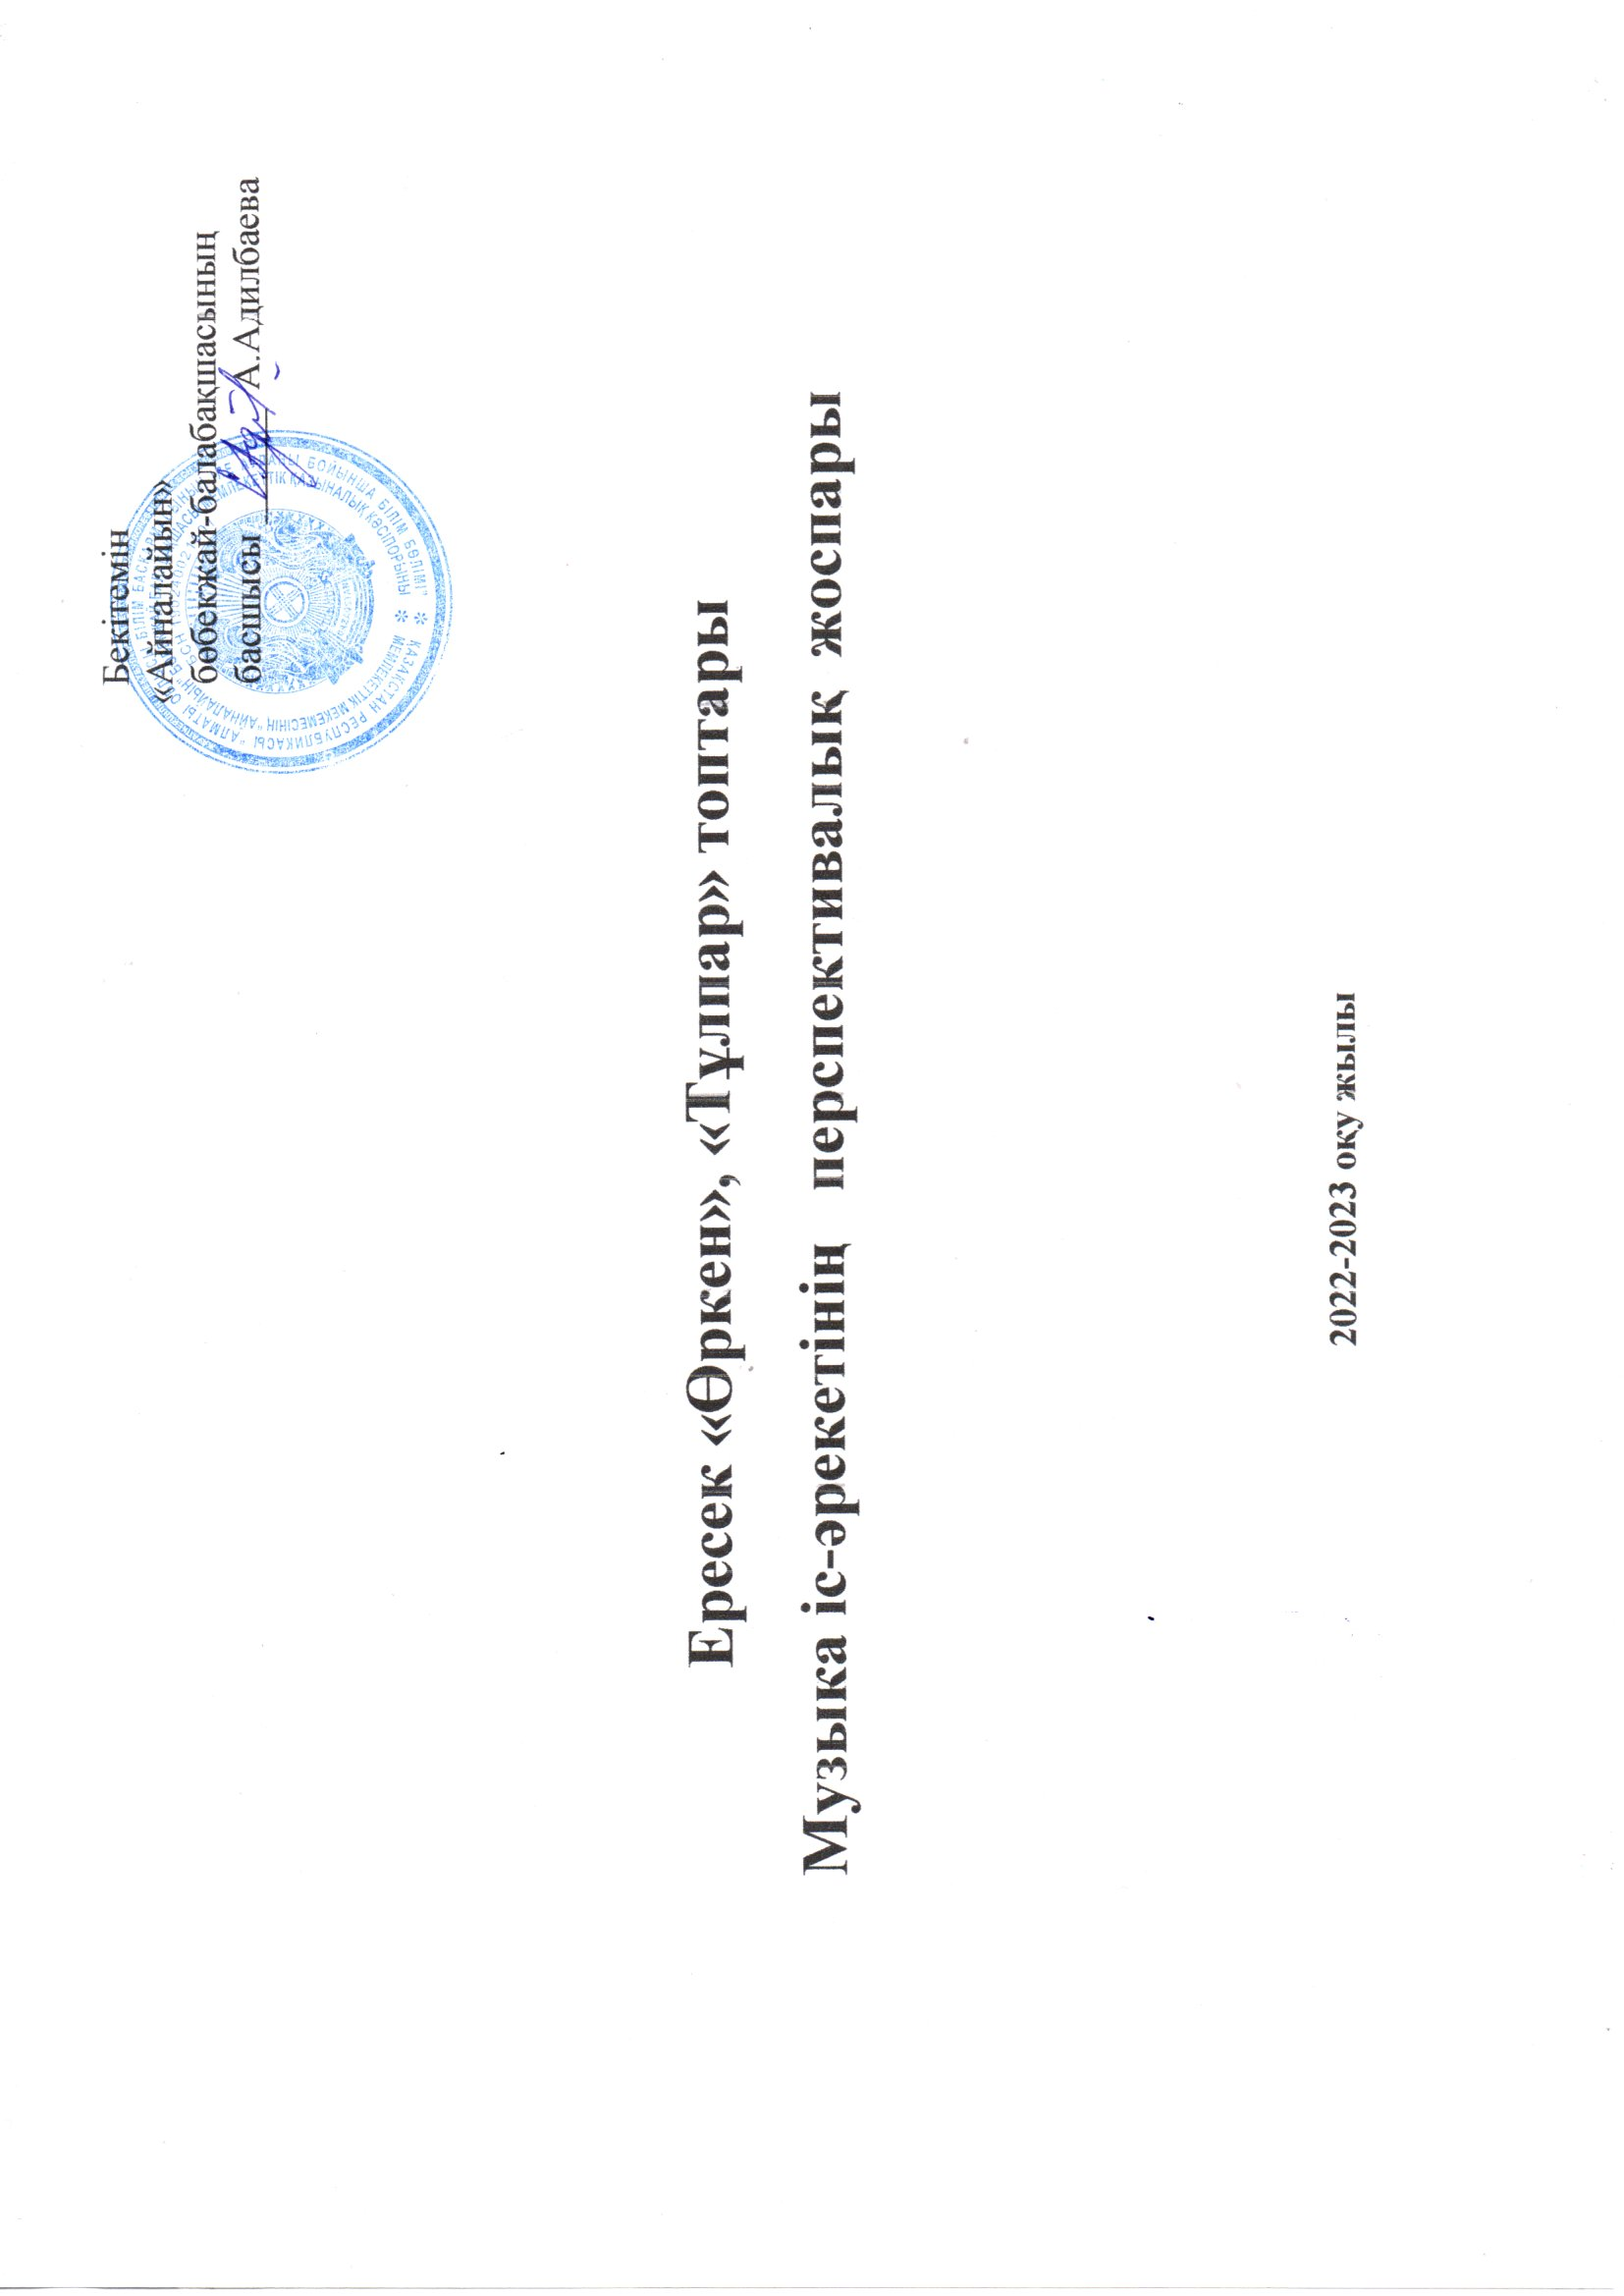 Бекітемін
«Айналайын»
бөбекжай-балабақшасының
басшысы А.Адилбаева
Ересек «Өркен», «Тұлпар» топтары
Музыка іс-әрекетінің перспективалық жоспары
2022-2023 оқу жылы